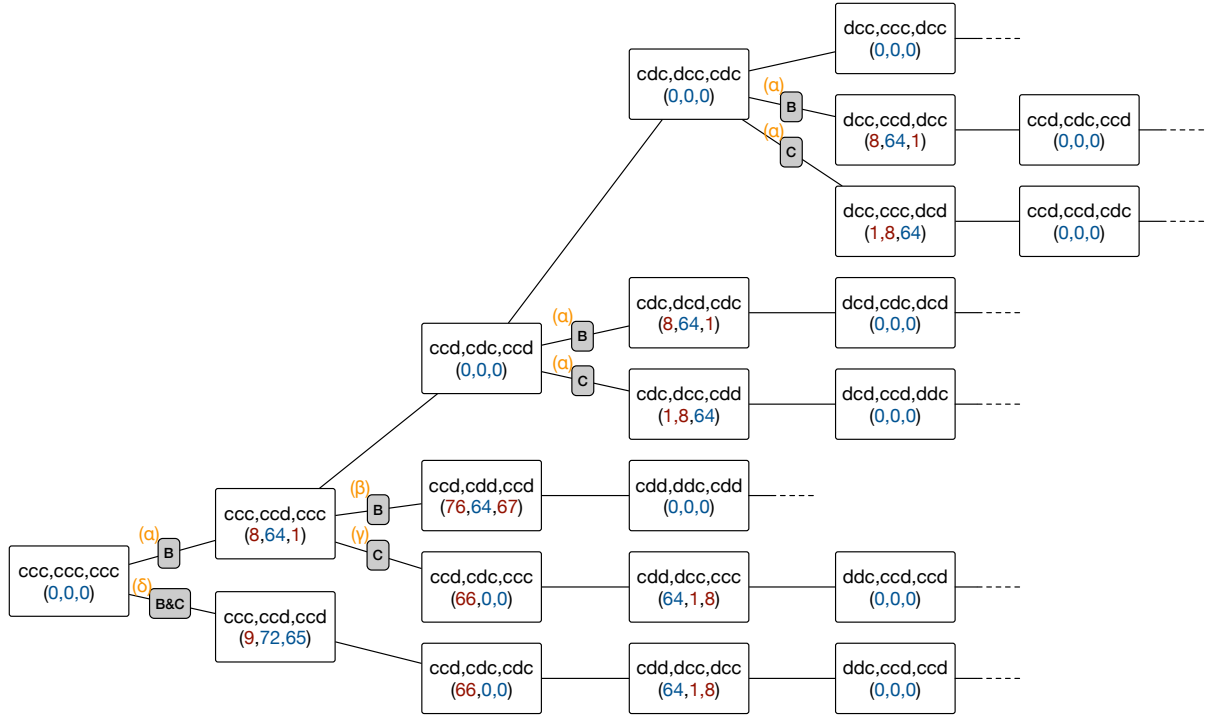 dcc,ccc,dcc
(0,0,0)
cdc,dcc,cdc
(0,0,0)
(α)
B
dcc,ccd,dcc
(8,64,1)
ccd,cdc,ccd
(0,0,0)
(α)
C
dcc,ccc,dcd
(1,8,64)
ccd,ccd,cdc
(0,0,0)
ccd,cdc,ccd
(0,0,0)
(α)
B
cdc,dcd,cdc
(8,64,1)
dcd,cdc,dcd
(0,0,0)
(α)
C
cdc,dcc,cdd
(1,8,64)
dcd,ccd,ddc
(0,0,0)
ccc,ccd,ccc
(8,64,1)
(β)
B
ccd,cdd,ccd
(76,64,67)
cdd,ddc,cdd
(0,0,0)
(γ)
C
ccd,cdc,ccc
(66,0,0)
cdd,dcc,ccc
(64,1,8)
ddc,ccd,ccd
(0,0,0)
ccc,ccc,ccc
(0,0,0)
(α)
B
(δ)
B&C
ccc,ccd,ccd
(9,72,65)
ccd,cdc,cdc
(66,0,0)
cdd,dcc,dcc
(64,1,8)
ddc,ccd,ccd
(0,0,0)